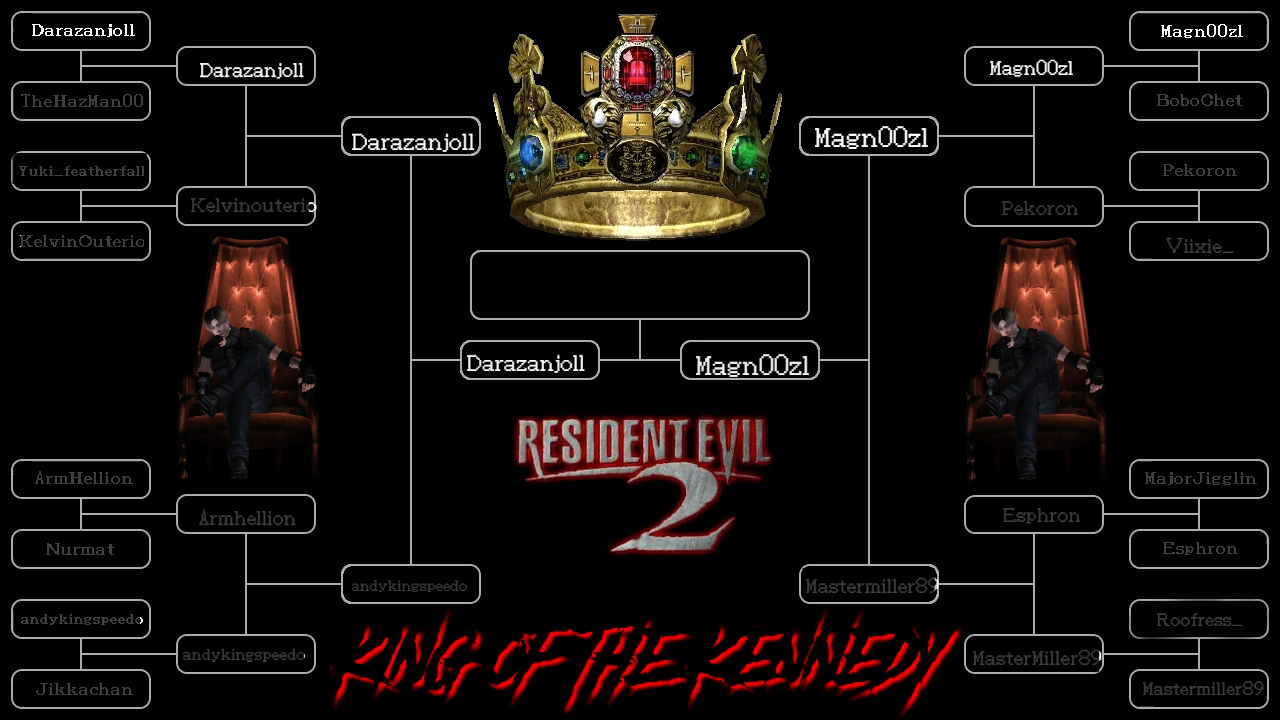 Darazanjoll
TheHazMan00
Yuki_featherfall
KelvinOuterio
Darazanjoll
Kelvinouterio
Darazanjoll
ArmHellion
Nurmat
andykingspeedo
Jikkachan
Armhellion
andykingspeedo
andykingspeedo
Darazanjoll
Magn00zl
Magn00zl
Mastermiller89
Magn00zl
Pekoron
Esphron
MasterMiller89
Magn00zl
BoboChet
Pekoron
Viixie_
MajorJigglin
Esphron
Roofress_
Mastermiller89
RESIDENT EVIL
2
KING OF THE KENNEDY